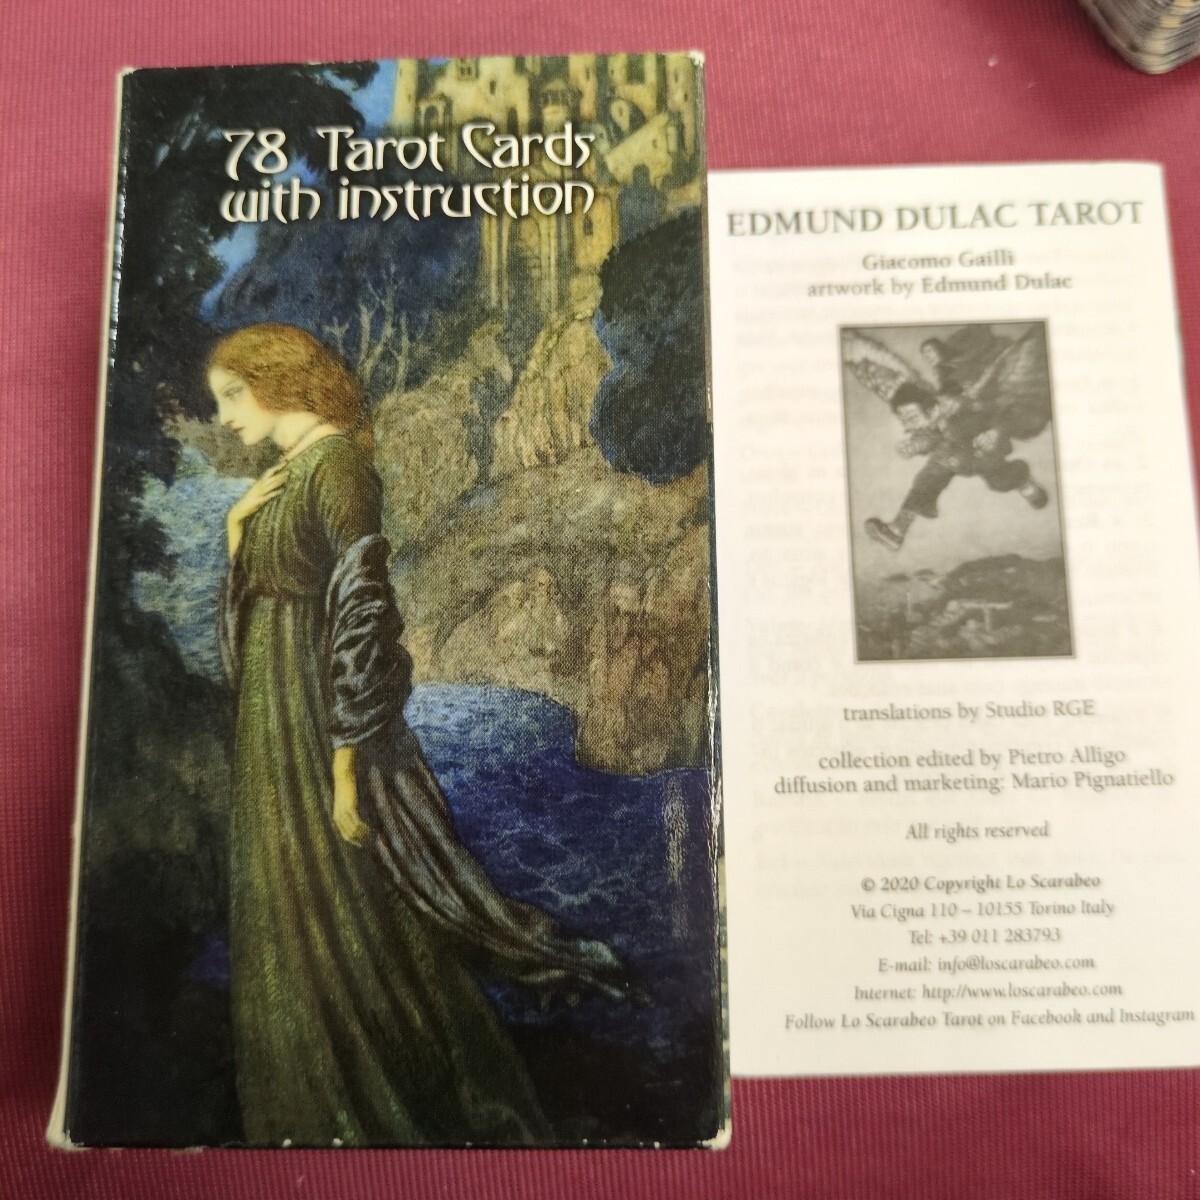 78 Tarot Cards
with instruction
EDMUND DULAC TAROT
Giacomo Gailli
artwork by Edmund Dulac
translations by Studio RGE
collection edited by Pietro Alligo
diffusion and marketing: Mario Pignatiello
All rights reserved
© 2020 Copyright Lo Scarabeo
Via Cigna 110 – 10155 Torino Italy
Tel: +39 011 283793
E-mail: info@loscarabeo.com
Internet: http://www.loscarabeo.com
Follow Lo Scarabeo Tarot on Facebook and Instagram